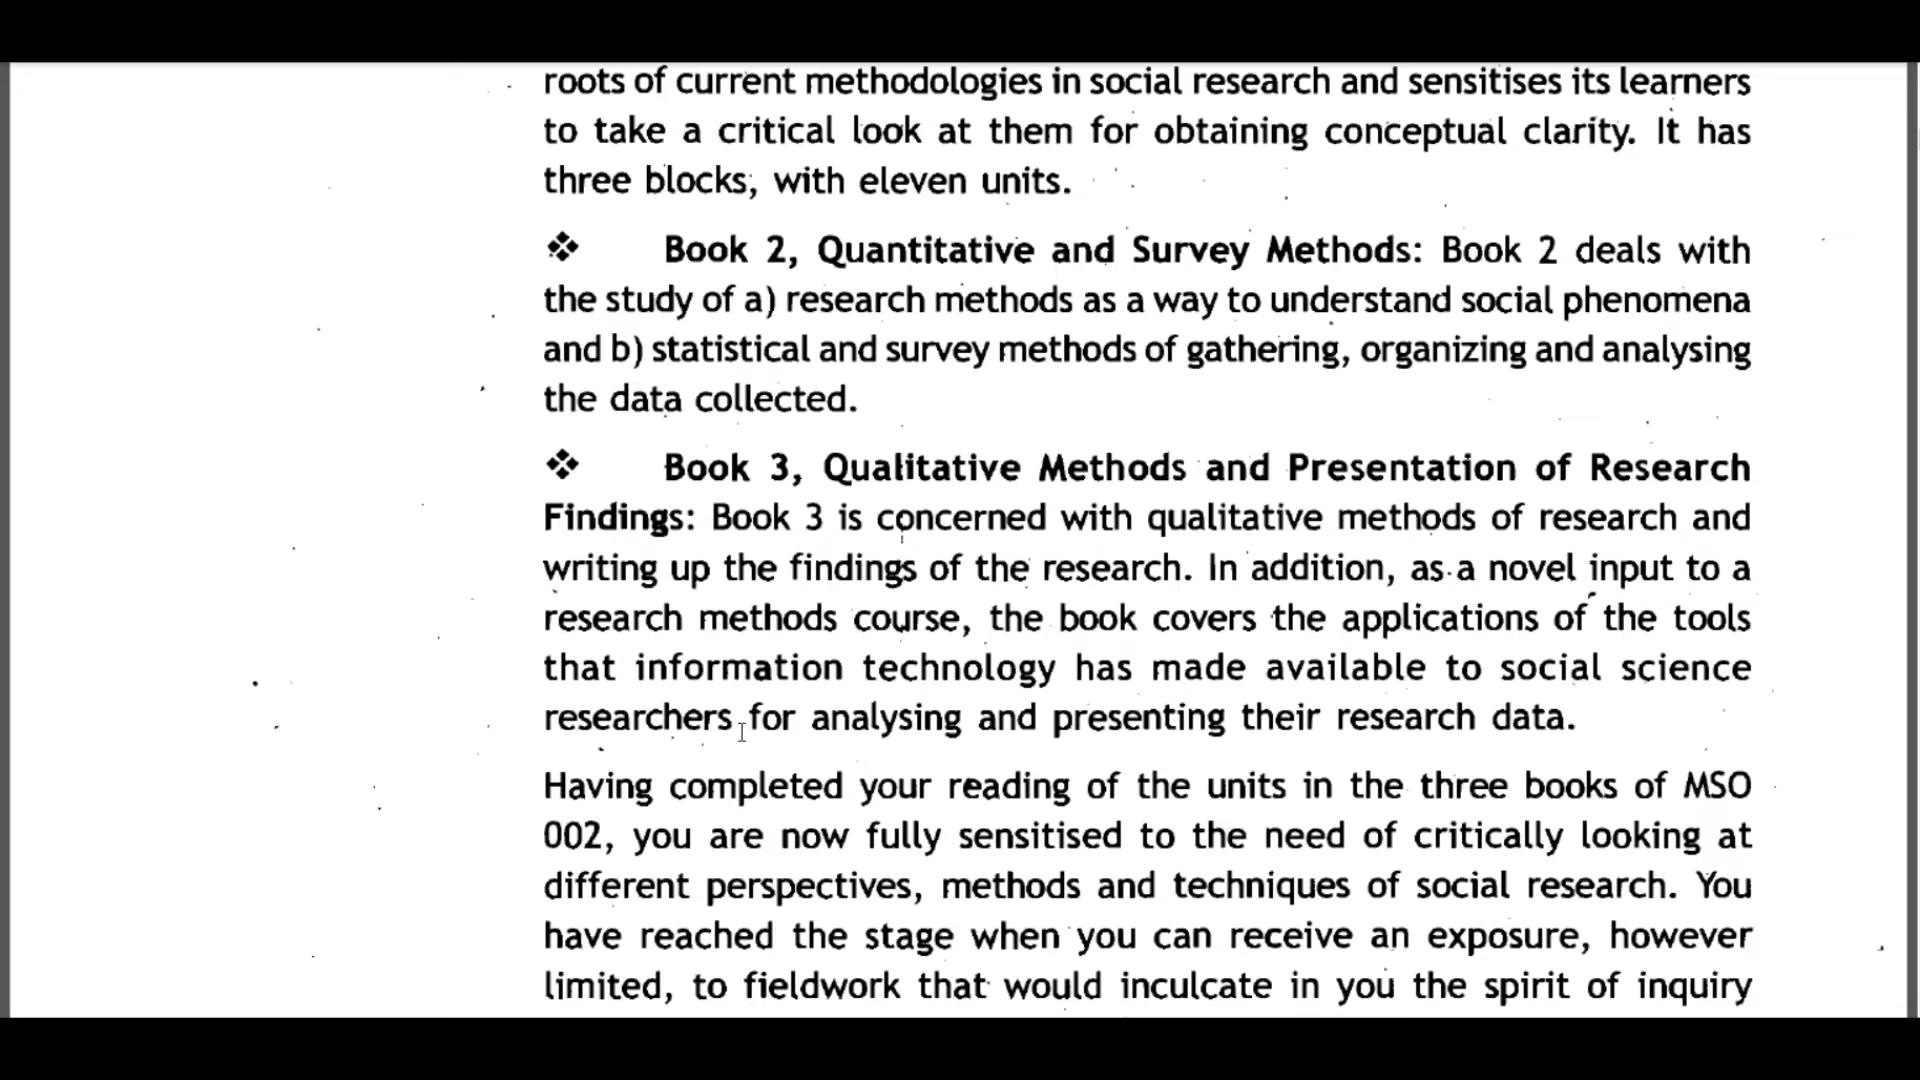 roots of current methodologies in social research and sensitises its learners
to take a critical look at them for obtaining conceptual clarity. It has
three blocks, with eleven units.
❖ Book 2, Quantitative and Survey Methods: Book 2 deals with
the study of a) research methods as a way to understand social phenomena
and b) statistical and survey methods of gathering, organizing and analysing
the data collected.
❖ Book 3, Qualitative Methods and Presentation of Research
Findings: Book 3 is concerned with qualitative methods of research and
writing up the findings of the research. In addition, as a novel input to a
research methods course, the book covers the applications of the tools
that information technology has made available to social science
researchers for analysing and presenting their research data.
Having completed your reading of the units in the three books of MSO
002, you are now fully sensitised to the need of critically looking at
different perspectives, methods and techniques of social research. You
have reached the stage when you can receive an exposure, however
limited, to fieldwork that would inculcate in you the spirit of inquiry